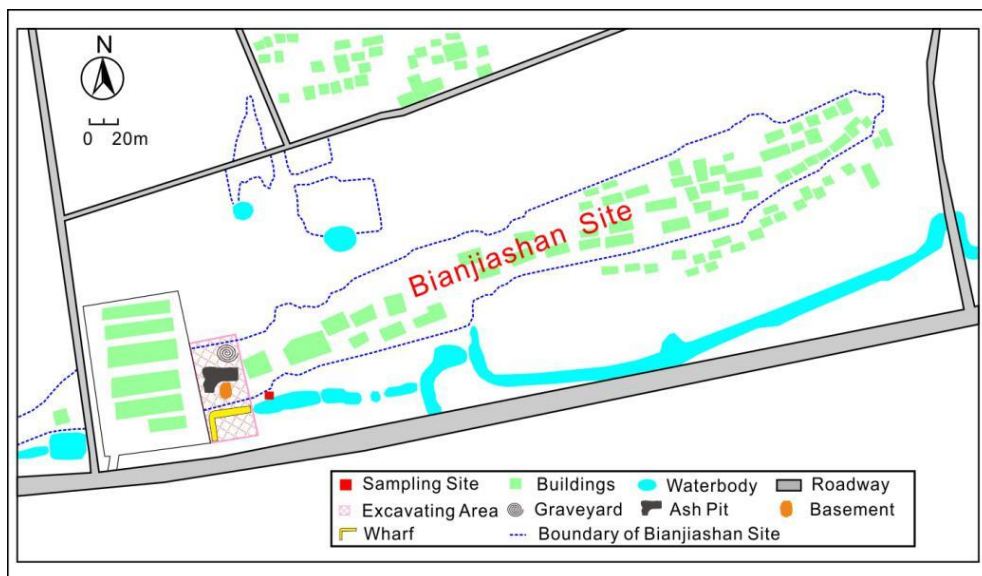 N
0 20m
Bianjiashan Site
Sampling Site Buildings Waterbody Roadway
Excavating Area Graveyard Ash Pit Basement
Wharf Boundary of Bianjiashan Site